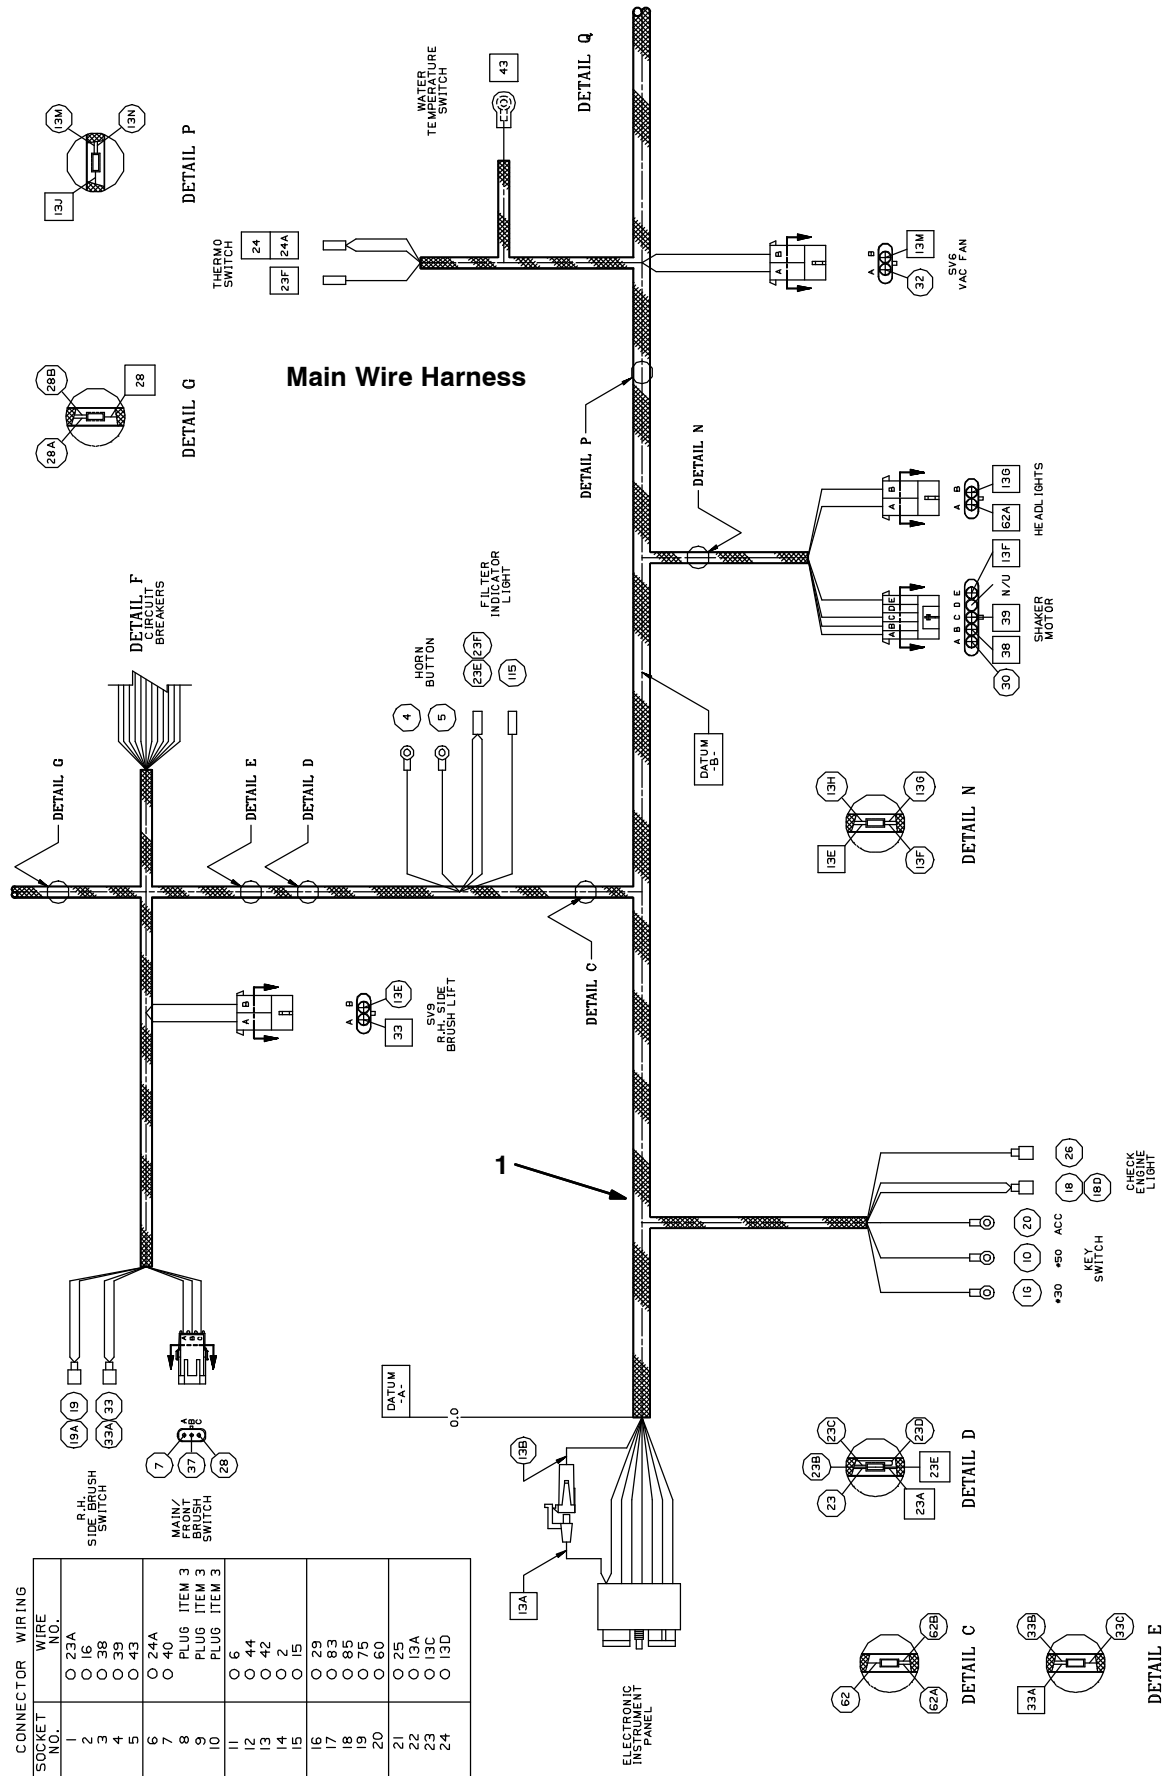 13M
13N
13J
DETAIL P
WATER
TEMPERATURE
SWITCH
43
DETAIL Q
THERMO
SWITCH
24
24A
23F
B
A
A B
13M
32
SV6
VAC FAN
28B
28A
28
DETAIL G
Main Wire Harness
DETAIL P
DETAIL N
DETAIL F
CIRCUIT
BREAKERS
HORN
BUTTON
4
5
FILTER
INDICATOR
LIGHT
23E
23F
115
A B
A B
13G
62A
HEADLIGHTS
A B C D E
A B C D E
13F
N/U
39
38
30
SHAKER
MOTOR
DETAIL G
DETAIL E
DETAIL D
DETAIL C
DATUM
-B-
13H
13G
13E
13F
DETAIL N
A B
A B
13E
33
SV9
R.H. SIDE
BRUSH LIFT
1
26
18
18D
CHECK
ENGINE
LIGHT
20 ACC
10 #50
16 #30
KEY
SWITCH
19A
19
33A
33
R.H.
SIDE BRUSH
SWITCH
A
B
C
A
B
C
7
37
28
MAIN/
FRONT
BRUSH
SWITCH
DATUM
-A-
0.0
13B
13A
ELECTRONIC
INSTRUMENT
PANEL
23C
23D
23B
23E
23
23A
DETAIL D
62
62B
62A
DETAIL C
33B
33A
33C
DETAIL E
CONNECTOR WIRING
SOCKET NO. WIRE NO.
1 23A
2 16
3 38
4 39
5 43
6 24A
7 40
8 PLUG ITEM 3
9 PLUG ITEM 3
10 PLUG ITEM 3
11 6
12 44
13 42
14 2
15 15
16 29
17 83
18 85
19 75
20 60
21 25
22 13A
23 13C
24 13D